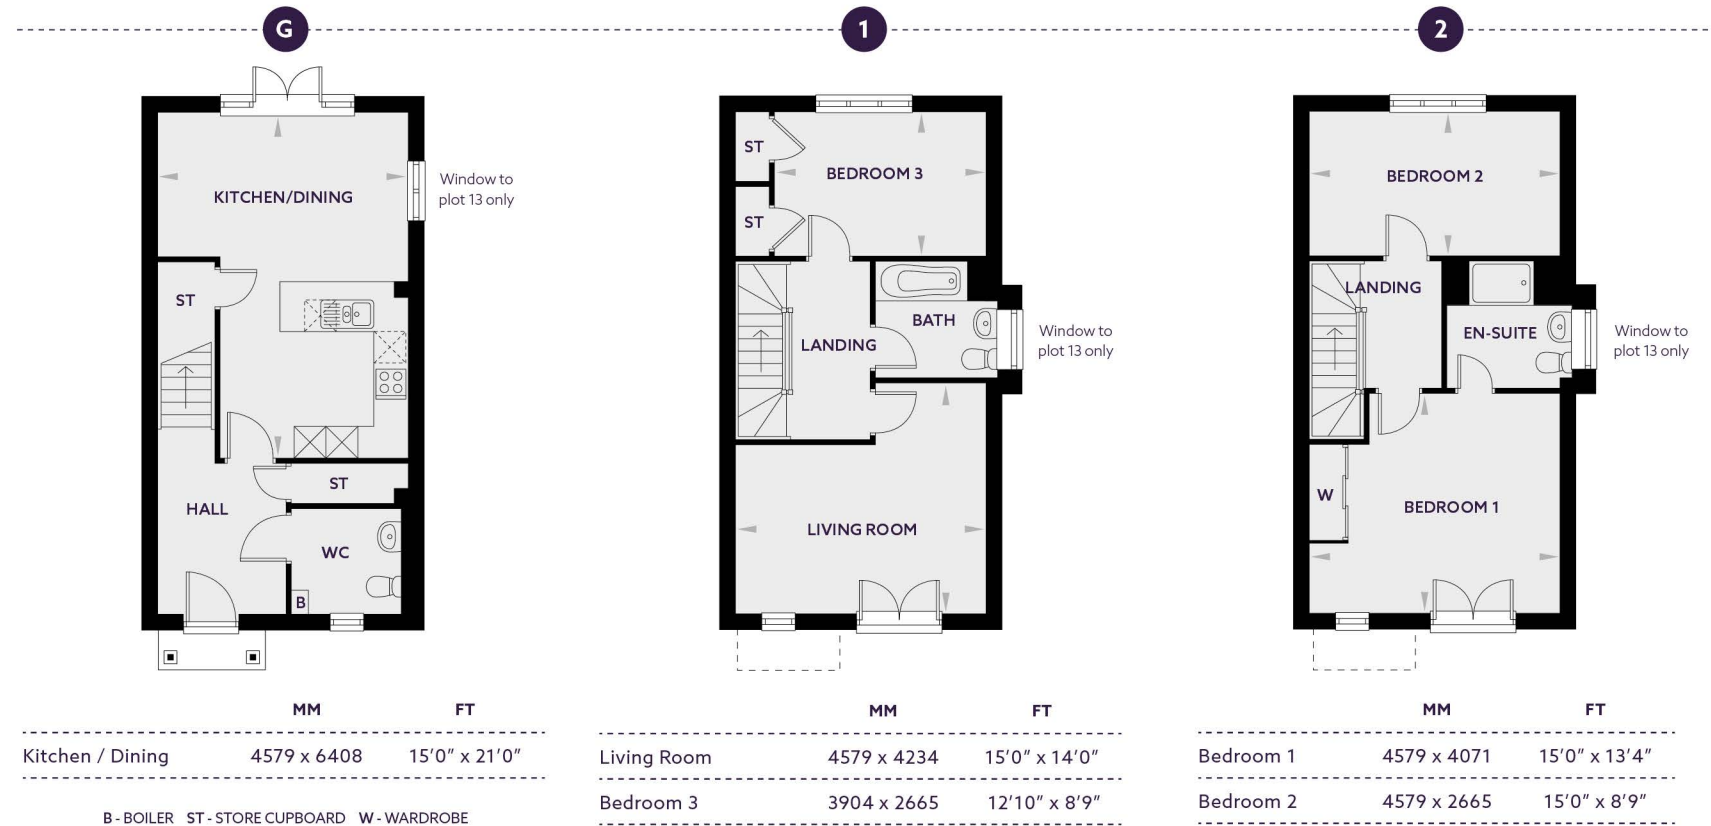 G
KITCHEN/DINING
Window to
plot 13 only
ST
ST
HALL
WC
B
MM FT
Kitchen / Dining 4579 x 6408 15'0" x 21'0"
B - BOILER ST - STORE CUPBOARD W - WARDROBE
1
ST
BEDROOM 3
ST
BATH
Window to
plot 13 only
LANDING
LIVING ROOM
MM FT
Living Room 4579 x 4234 15'0" x 14'0"
Bedroom 3 3904 x 2665 12'10" x 8'9"
2
BEDROOM 2
LANDING
EN-SUITE
Window to
plot 13 only
W
BEDROOM 1
MM FT
Bedroom 1 4579 x 4071 15'0" x 13'4"
Bedroom 2 4579 x 2665 15'0" x 8'9"